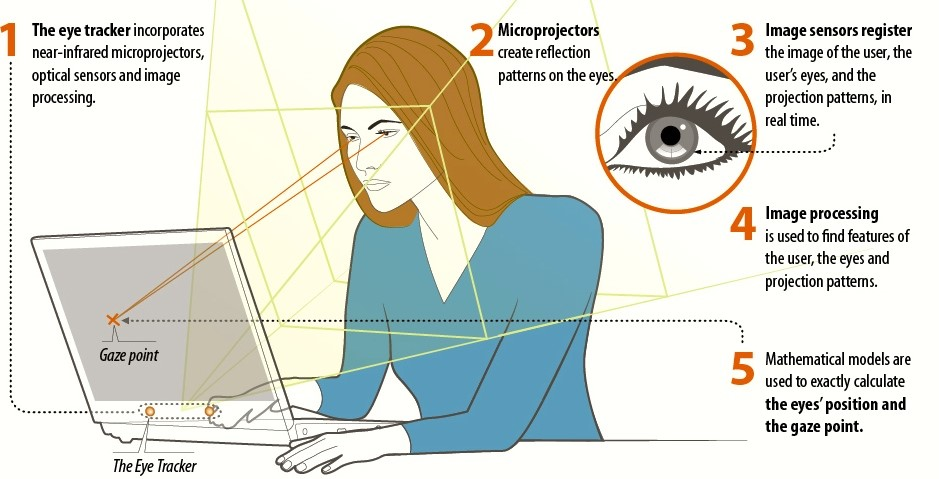 1
The eye tracker incorporates
near-infrared microprojectors,
optical sensors and image
processing.
2
Microprojectors
create reflection
patterns on the eyes.
3
Image sensors register
the image of the user, the
user's eyes, and the
projection patterns, in
real time.
4
Image processing
is used to find features of
the user, the eyes and
projection patterns.
5
Mathematical models are
used to exactly calculate
the eyes' position and
the gaze point.
Gaze point
The Eye Tracker